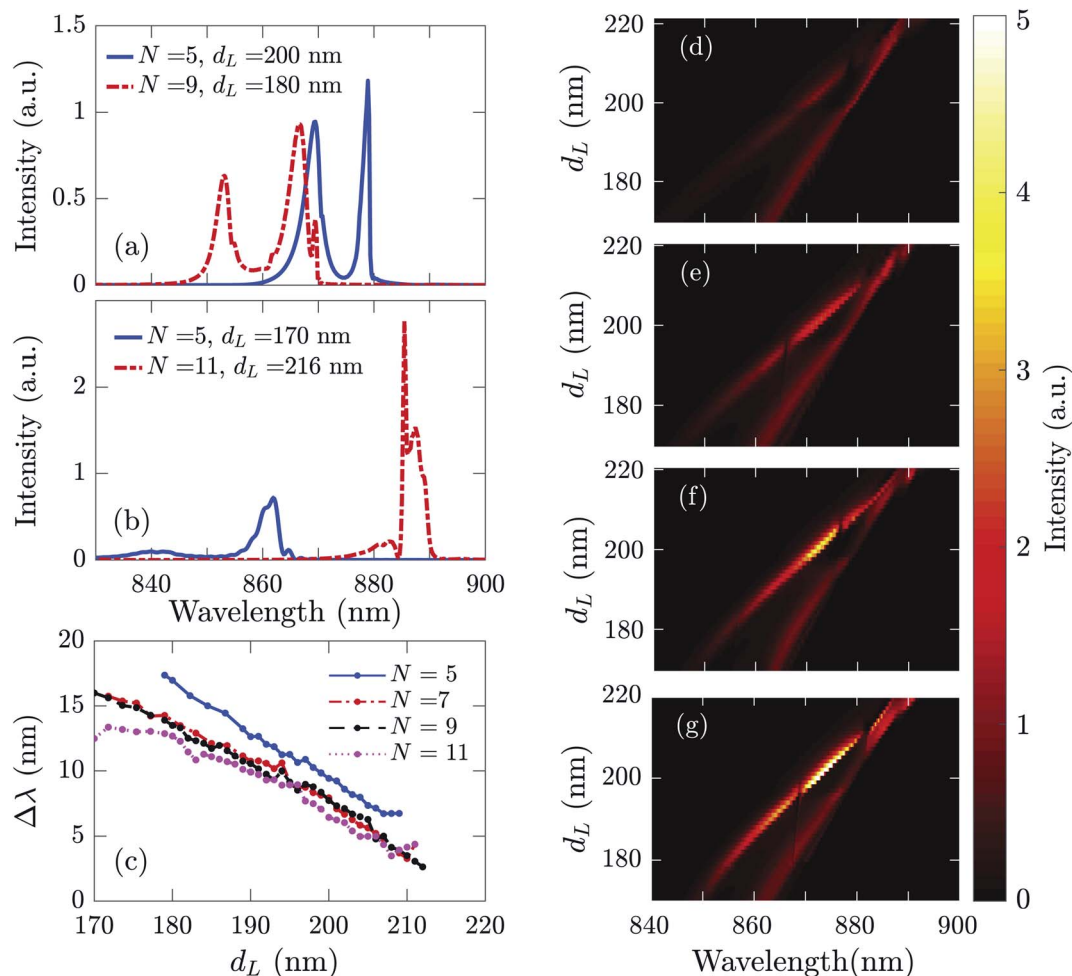 1.5
N =5, d_L=200 nm
N =9, d_L=180 nm
1
0.5
0
Intensity (a.u.)
(a)
N =5, d_L=170 nm
N =11, d_L=216 nm
2
1
0
Intensity (a.u.)
(b)
840 860 880 900
Wavelength (nm)
20
15
10
5
0
Δλ (nm)
N = 5
N =7
N = 9
N = 11
(c)
170 180 190 200 210 220
d_L (nm)
220
200
180
d_L (nm)
(d)
220
200
180
d_L (nm)
(e)
220
200
180
d_L (nm)
(f)
220
200
180
d_L (nm)
(g)
840 860 880 900
Wavelength(nm)
5
4
3
2
1
0
Intensity (a.u.)